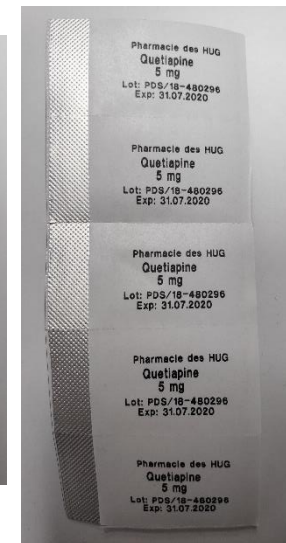 Pharmacie des HUG
Quetiapine
5 mg
Lot: PDS/18-480296
Exp: 31.07.2020
Pharmacie des HUG
Quetiapine
5 mg
Lot: PDS/18-480296
Exp: 31.07.2020
Pharmacie des HUG
Quetiapine
5 mg
Lot: PDS/18-480296
Exp: 31.07.2020
Pharmacie des HUG
Quetiapine
5 mg
Lot: PDS/18-480296
Exp: 31.07.2020
Pharmacie des HUG
Quetiapine
5 mg
Lot: PDS/18-480296
Exp: 31.07.2020